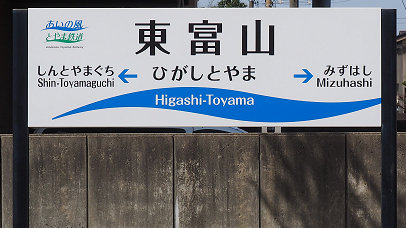 あいの風
とやま鉄道
東富山
しんとやまぐち
Shin-Toyamaguchi
ひがしとやま
みずはし
Mizuhashi
Higashi-Toyama